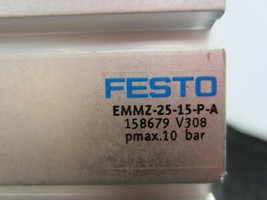 FESTO
EMMZ-25-15-P-A
158679 V308
pmax.10 bar